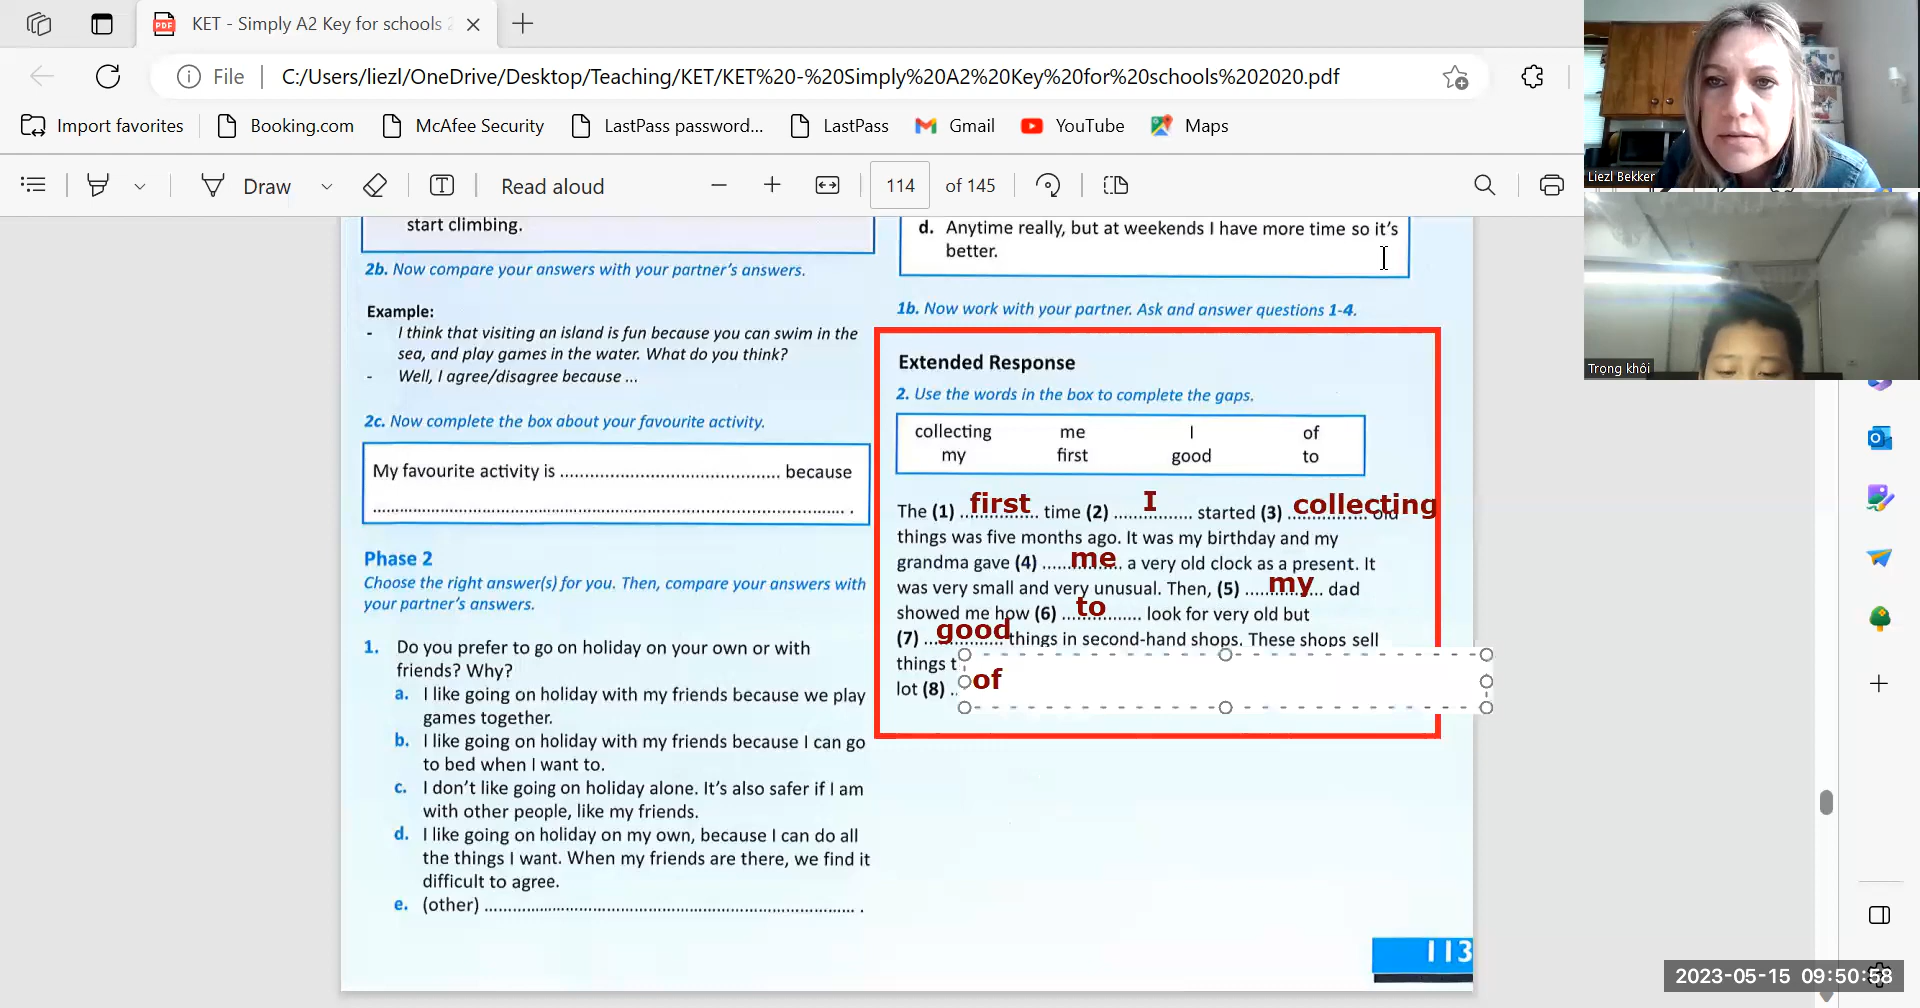 KET - Simply A2 Key for schools 2
File
C:/Users/liezl/OneDrive/Desktop/Teaching/KET/KET%20-%20Simply%20A2%20Key%20for%20schools%202020.pdf
Import favorites
Booking.com
McAfee Security
LastPass password...
LastPass
Gmail
YouTube
Maps
Draw
Read aloud
114 of 145
Liezl Bekker
Trọng khôi
start climbing.
2b. Now compare your answers with your partner's answers.
Example:
- I think that visiting an island is fun because you can swim in the
sea, and play games in the water. What do you think?
- Well, I agree/disagree because ...
2c. Now complete the box about your favourite activity.
My favourite activity is ........................................ because
.................................................................................... .
Phase 2
Choose the right answer(s) for you. Then, compare your answers with
your partner's answers.
1. Do you prefer to go on holiday on your own or with
friends? Why?
a. I like going on holiday with my friends because we play
games together.
b. I like going on holiday with my friends because I can go
to bed when I want to.
c. I don't like going on holiday alone. It's also safer if I am
with other people, like my friends.
d. I like going on holiday on my own, because I can do all
the things I want. When my friends are there, we find it
difficult to agree.
e. (other) .................................................................. .
d. Anytime really, but at weekends I have more time so it's
better.
1b. Now work with your partner. Ask and answer questions 1-4.
Extended Response
2. Use the words in the box to complete the gaps.
collecting me I of
my first good to
The (1) first time (2) I started (3) collecting old
things was five months ago. It was my birthday and my
grandma gave (4) me a very old clock as a present. It
was very small and very unusual. Then, (5) my dad
showed me how (6) to look for very old but
(7) good things in second-hand shops. These shops sell
things t
lot (8) of
113
2023-05-15 09:50:58